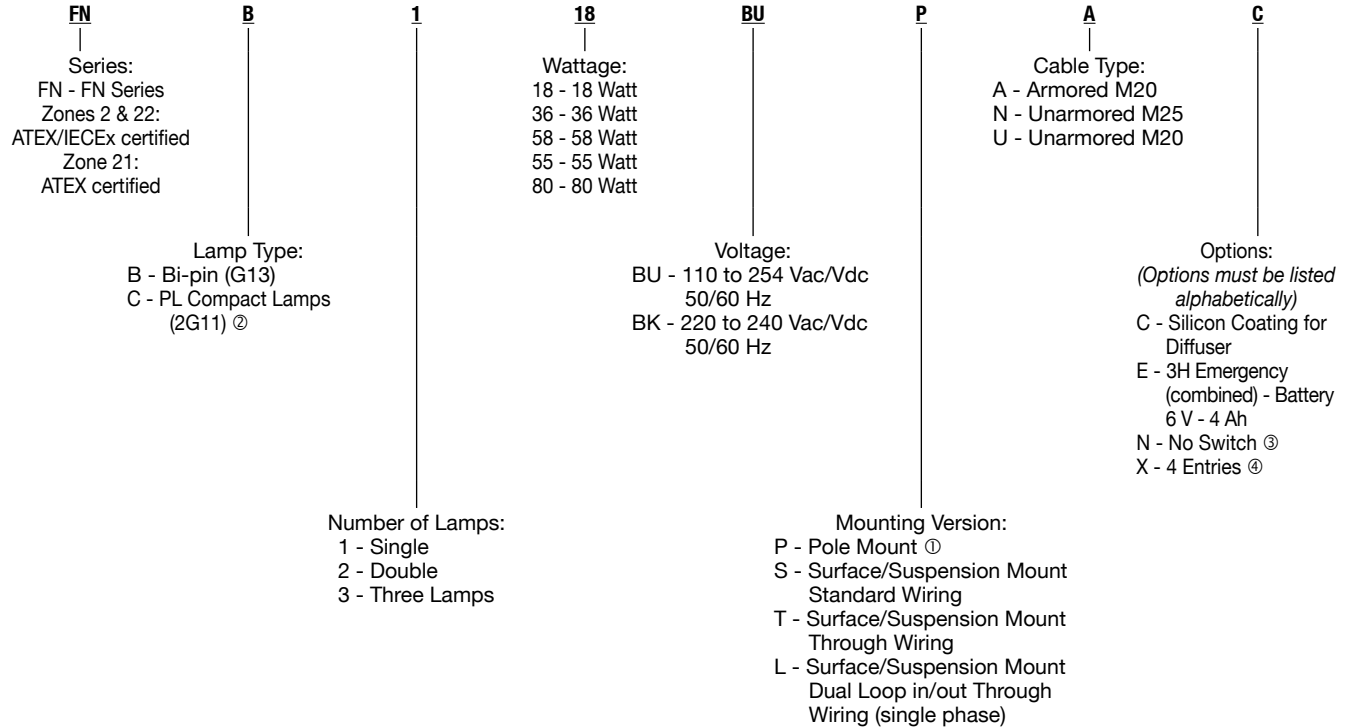 FN B 1 18 BU P A C
Series:
FN - FN Series
Zones 2 & 22:
ATEX/IECEx certified
Zone 21:
ATEX certified
Wattage:
18 - 18 Watt
36 - 36 Watt
58 - 58 Watt
55 - 55 Watt
80 - 80 Watt
Cable Type:
A - Armored M20
N - Unarmored M25
U - Unarmored M20
Lamp Type:
B - Bi-pin (G13)
C - PL Compact Lamps
(2G11) ②
Voltage:
BU - 110 to 254 Vac/Vdc
50/60 Hz
BK - 220 to 240 Vac/Vdc
50/60 Hz
Options:
(Options must be listed
alphabetically)
C - Silicon Coating for
Diffuser
E - 3H Emergency
(combined) - Battery
6 V - 4 Ah
N - No Switch ③
X - 4 Entries ④
Number of Lamps:
1 - Single
2 - Double
3 - Three Lamps
Mounting Version:
P - Pole Mount ①
S - Surface/Suspension Mount
Standard Wiring
T - Surface/Suspension Mount
Through Wiring
L - Surface/Suspension Mount
Dual Loop in/out Through
Wiring (single phase)